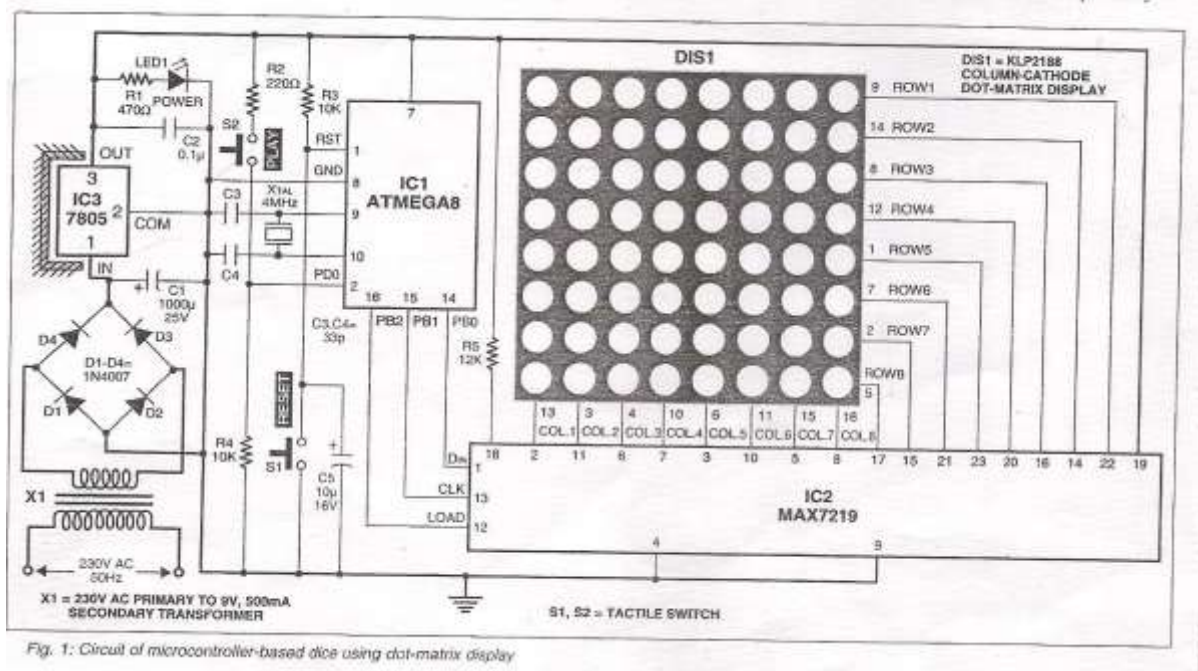 LED1
R1
470Ω
POWER
C2
0.1µ
R2
220Ω
R3
10K
S2
PLAY
OUT
3
IC3
7805
2
COM
1
IN
C1
1000µ
25V
RST
1
GND
8
C3
XTAL
4MHz
9
C4
10
PD0
2
7
IC1
ATMEGA8
16
15
14
C3,C4=
33p
PB2
PB1
PB0
D4
D3
D1-D4=
1N4007
D1
D2
R4
10K
RESET
S1
C5
10µ
16V
R5
12K
X1
230V AC
50Hz
X1 = 230V AC PRIMARY TO 9V, 500mA
SECONDARY TRANSFORMER
DIS1
DIS1 = KLP2188
COLUMN-CATHODE
DOT-MATRIX DISPLAY
9 ROW1
14 ROW2
8 ROW3
12 ROW4
1 ROW5
7 ROW6
2 ROW7
ROW8
5
13 3 4 10 6 11 15 16
COL.1 COL.2 COL.3 COL.4 COL.5 COL.6 COL.7 COL.8
18 2 11 6 7 3 10 5 8 17 15 21 23 20 16 14 22 19
DIN
1
CLK
13
LOAD
12
IC2
MAX7219
4
9
S1, S2 = TACTILE SWITCH
Fig. 1: Circuit of microcontroller-based dice using dot-matrix display